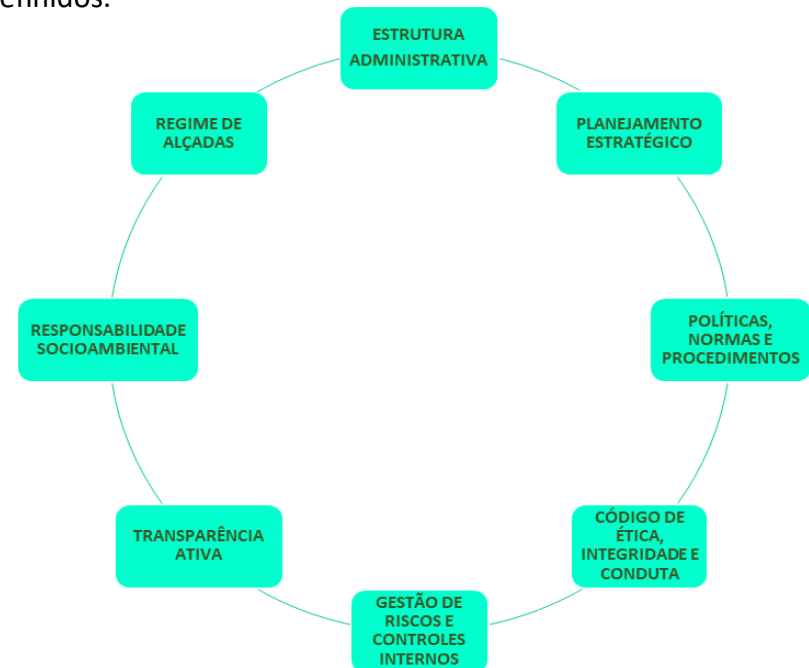 ESTRUTURA
ADMINISTRATIVA
PLANEJAMENTO
ESTRATÉGICO
POLÍTICAS,
NORMAS E
PROCEDIMENTOS
CÓDIGO DE
ÉTICA,
INTEGRIDADE E
CONDUTA
GESTÃO DE
RISCOS E
CONTROLES
INTERNOS
TRANSPARÊNCIA
ATIVA
RESPONSABILIDADE
SOCIOAMBIENTAL
REGIME DE
ALÇADAS